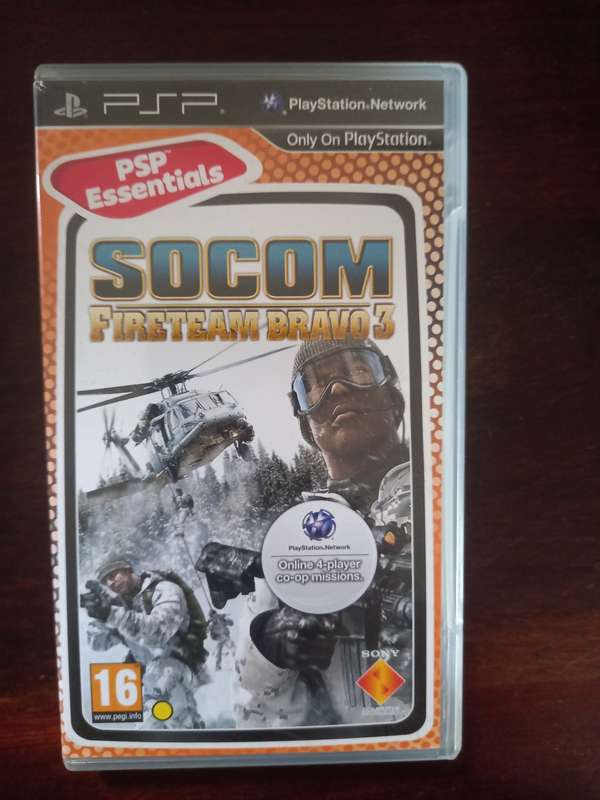 PSP
PlayStation®Network
Only On PlayStation®
PSP™
Essentials
SOCOM
FIRETEAM BRAVO 3
PlayStation®Network
Online 4-player
co-op missions.
16
www.pegi.info
SONY